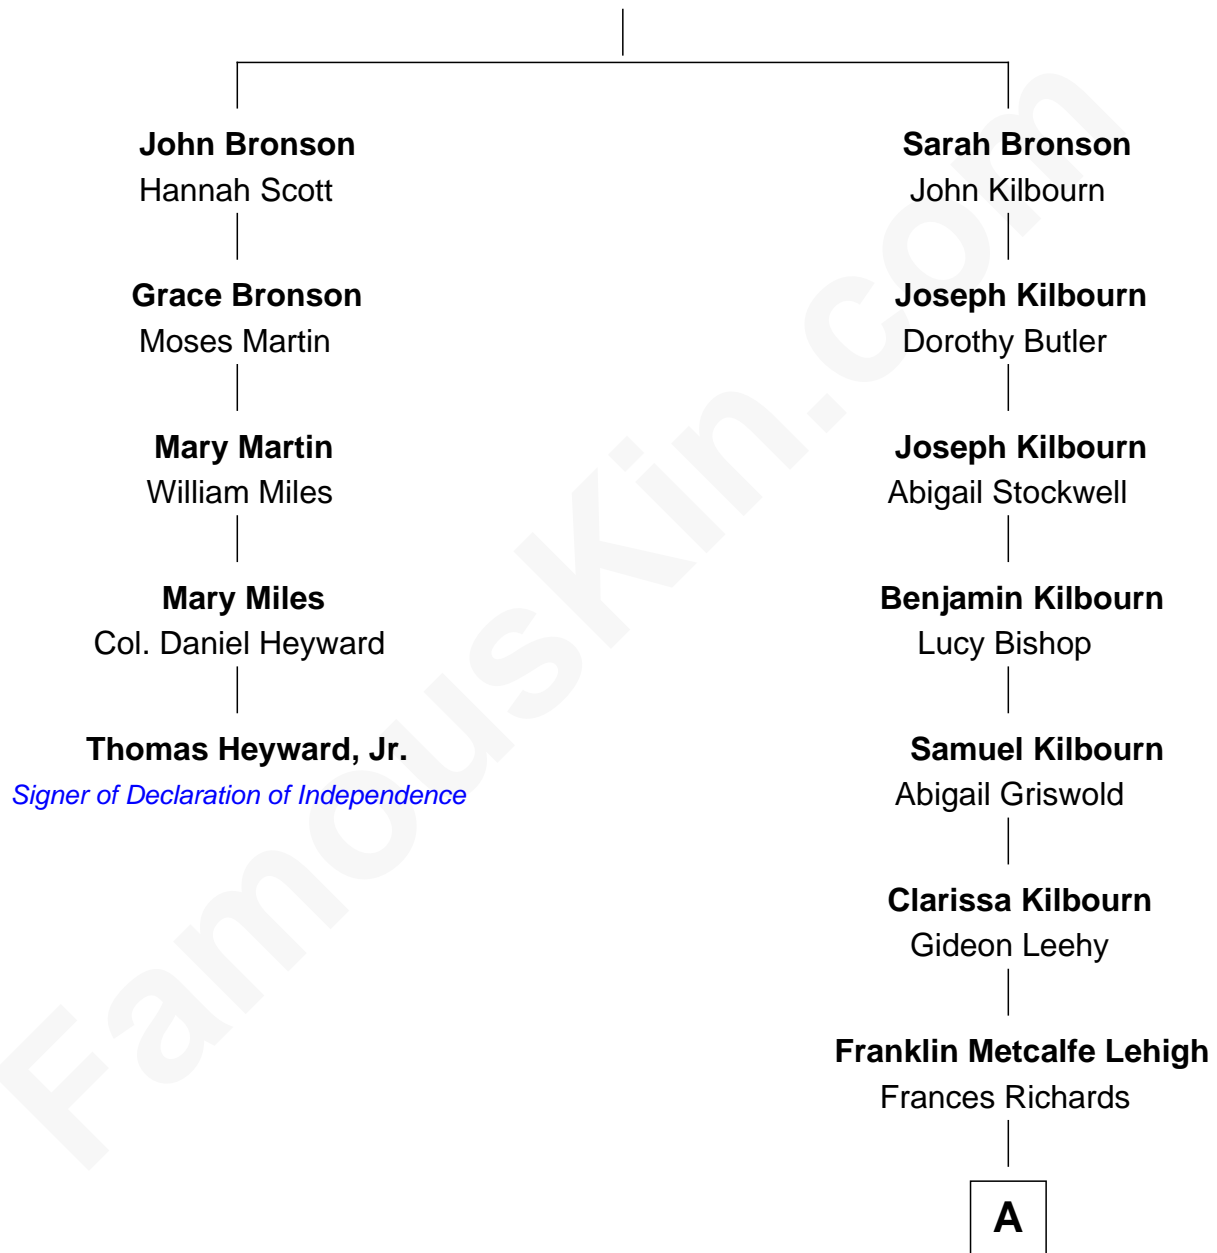 John Bronson
Hannah Scott
Grace Bronson
Moses Martin
Mary Martin
William Miles
Mary Miles
Col. Daniel Heyward
Thomas Heyward, Jr.
Signer of Declaration of Independence
Sarah Bronson
John Kilbourn
Joseph Kilbourn
Dorothy Butler
Joseph Kilbourn
Abigail Stockwell
Benjamin Kilbourn
Lucy Bishop
Samuel Kilbourn
Abigail Griswold
Clarissa Kilbourn
Gideon Leehy
Franklin Metcalfe Lehigh
Frances Richards
A
FamousKin.com